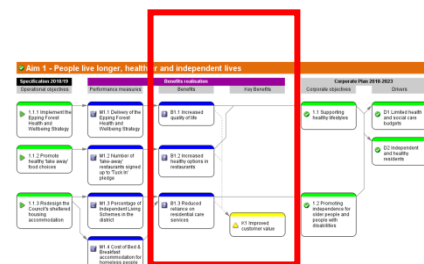 Aim 1 - People live longer, healthier and independent lives
Specification 2018/19
Benefits realisation
Corporate Plan 2018-2023
Operational objectives
Performance measures
Benefits
Key Benefits
Corporate objectives
Drivers
1.1.1 Implement the
Epping Forest
Health and
Wellbeing Strategy
M1.1 Delivery of the
Epping Forest
Health and
Wellbeing Strategy
B1.1 Increased
quality of life
1.1 Supporting
healthy lifestyles
D1 Limited health
and social care
budgets
1.1.2 Promote
healthy 'take away'
food choices
M1.2 Number of
'take-away'
restaurants signed
up to 'Tuck in'
pledge
B1.2 Increased
healthy options in
restaurants
D2 Independent
and healthy
residents
1.1.3 Redesign the
Council's sheltered
housing
accommodation
M1.3 Percentage of
Independent Living
Schemes in the
district
B1.3 Reduced
reliance on
residential care
services
K1 Improved
customer value
1.2 Promoting
independence for
older people and
people with
disabilities
M1.4 Cost of Bed &
Breakfast
accommodation for
homeless people